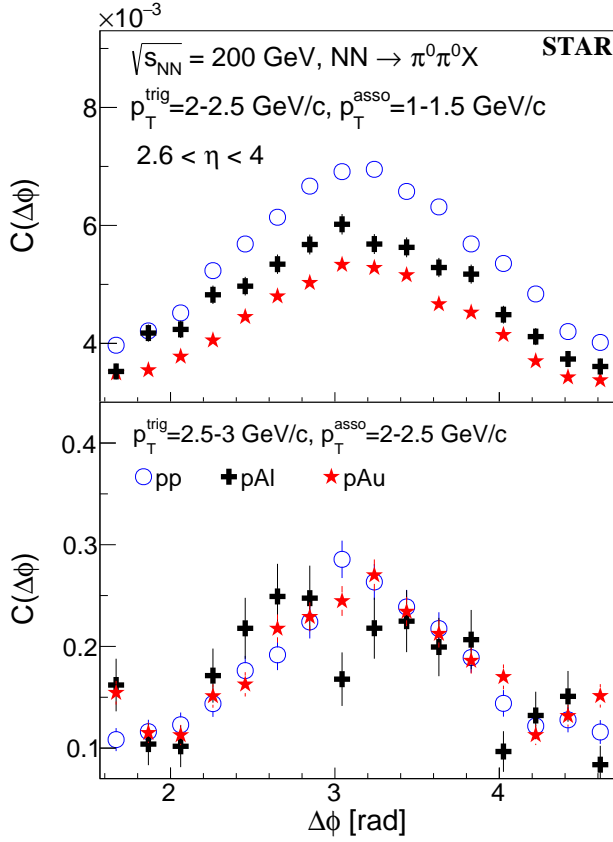 ×10⁻³
√s_NN = 200 GeV, NN → π⁰π⁰X
STAR
p_T^trig=2-2.5 GeV/c, p_T^asso=1-1.5 GeV/c
2.6 < η < 4
8
6
4
C(Δϕ)
p_T^trig=2.5-3 GeV/c, p_T^asso=2-2.5 GeV/c
pp pAl pAu
0.4
0.3
0.2
0.1
C(Δϕ)
2 3 4
Δϕ [rad]